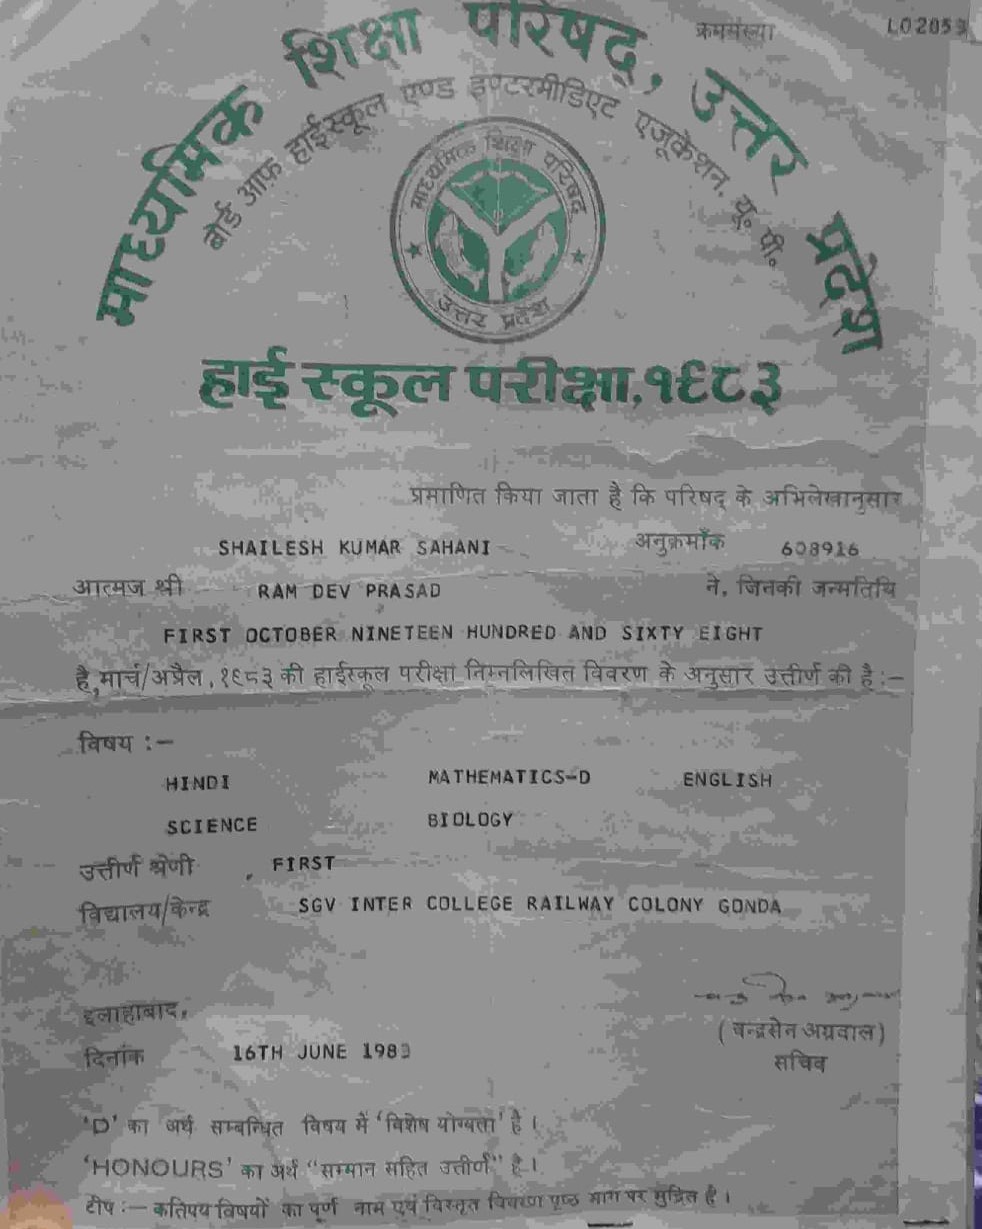 क्रमसंख्या L02853
माध्यमिक शिक्षा परिषद्, उत्तर प्रदेश
बोर्ड आफ़ हाईस्कूल एण्ड इण्टरमीडिएट एजूकेशन, यू० पी०
माध्यमिक शिक्षा परिषद्
उत्तर प्रदेश
हाई स्कूल परीक्षा, १९८३
प्रमाणित किया जाता है कि परिषद् के अभिलेखानुसार
SHAILESH KUMAR SAHANI अनुक्रमाँक 608916
आत्मज श्री RAM DEV PRASAD ने, जिनकी जन्मतिथि
FIRST OCTOBER NINETEEN HUNDRED AND SIXTY EIGHT
है, मार्च/अप्रैल, १९८३ की हाईस्कूल परीक्षा निम्नलिखित विवरण के अनुसार उत्तीर्ण की है :-
विषय :-
HINDI MATHEMATICS-D ENGLISH
SCIENCE BIOLOGY
उत्तीर्ण श्रेणी FIRST
विद्यालय/केन्द्र SGV INTER COLLEGE RAILWAY COLONY GONDA
इलाहाबाद,
(चन्द्रसेन अग्रवाल)
दिनांक 16TH JUNE 1983
सचिव
'D' का अर्थ सम्बन्धित विषय में 'विशेष योग्यता' है।
'HONOURS' का अर्थ "सम्मान सहित उत्तीर्ण" है।
टीप :- कतिपय विषयों का पूर्ण नाम एवं विस्तृत विवरण पृष्ठ भाग पर मुद्रित है।